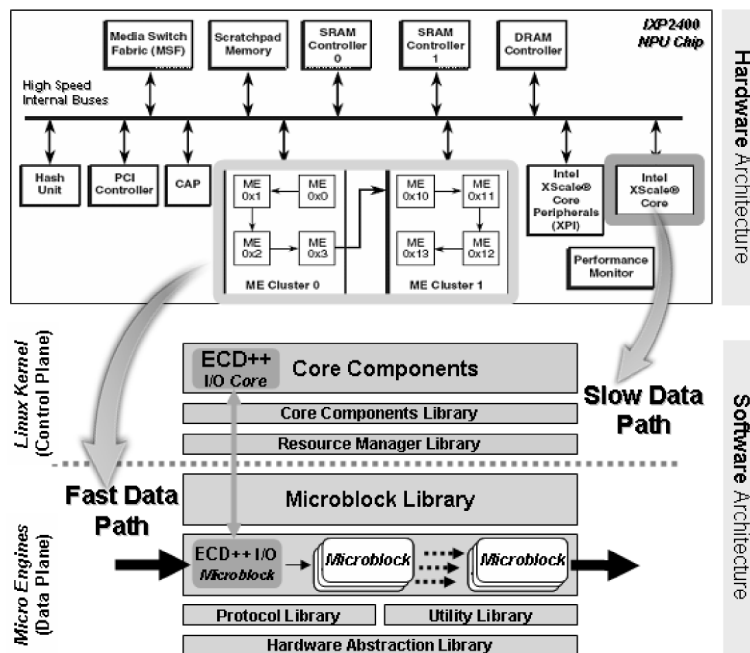 IXP2400
NPU Chip
Media Switch
Fabric (MSF)
Scratchpad
Memory
SRAM
Controller
0
SRAM
Controller
1
DRAM
Controller
High Speed
Internal Buses
Hash
Unit
PCI
Controller
CAP
ME
0x1
ME
0x0
ME
0x2
ME
0x3
ME Cluster 0
ME
0x10
ME
0x11
ME
0x13
ME
0x12
ME Cluster 1
Intel
XScale®
Core
Peripherals
(XPI)
Intel
XScale®
Core
Performance
Monitor
Hardware Architecture
Linux Kernel
(Control Plane)
ECD++
I/O Core
Core Components
Core Components Library
Resource Manager Library
Slow Data
Path
Fast Data
Path
Micro Engines
(Data Plane)
Microblock Library
ECD++ I/O
Microblock
Microblock
Microblock
Protocol Library
Utility Library
Hardware Abstraction Library
Software Architecture